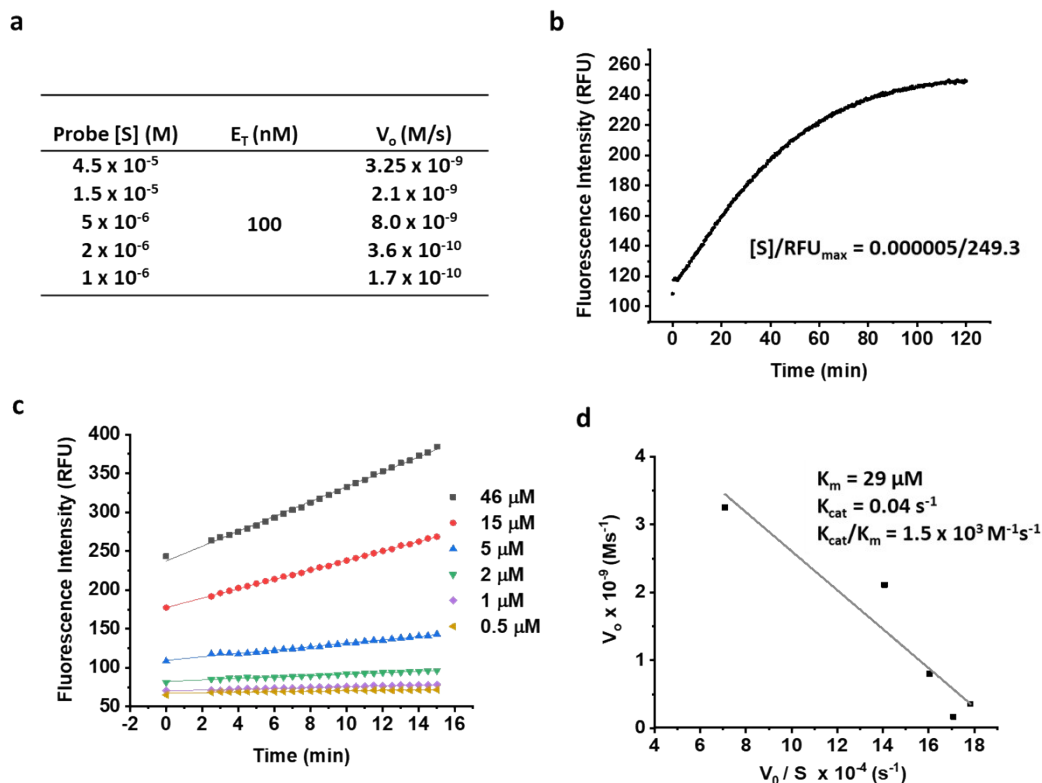 a
Probe [S] (M) E_T (nM) V_o (M/s)
4.5 x 10^-5 3.25 x 10^-9
1.5 x 10^-5 2.1 x 10^-9
5 x 10^-6 100 8.0 x 10^-9
2 x 10^-6 3.6 x 10^-10
1 x 10^-6 1.7 x 10^-10
b
Fluorescence Intensity (RFU)
260
240
220
200
180
160
140
120
100
[S]/RFU_max = 0.000005/249.3
0 20 40 60 80 100 120
Time (min)
c
Fluorescence Intensity (RFU)
400
350
300
250
200
150
100
50
46 μM
15 μM
5 μM
2 μM
1 μM
0.5 μM
-2 0 2 4 6 8 10 12 14 16
Time (min)
d
V_o x 10^-9 (Ms^-1)
4
3
2
1
0
K_m = 29 μM
K_cat = 0.04 s^-1
K_cat/K_m = 1.5 x 10^3 M^-1s^-1
4 6 8 10 12 14 16 18
V_0 / S x 10^-4 (s^-1)